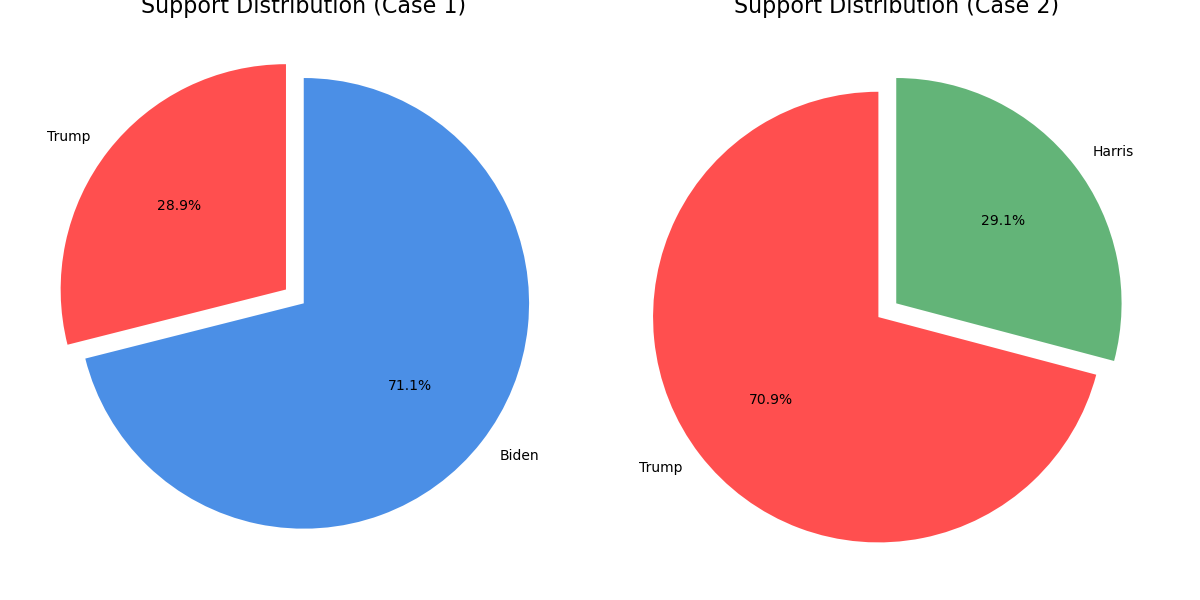 Support Distribution (Case 1)
Trump
28.9%
71.1%
Biden
Support Distribution (Case 2)
Harris
29.1%
70.9%
Trump